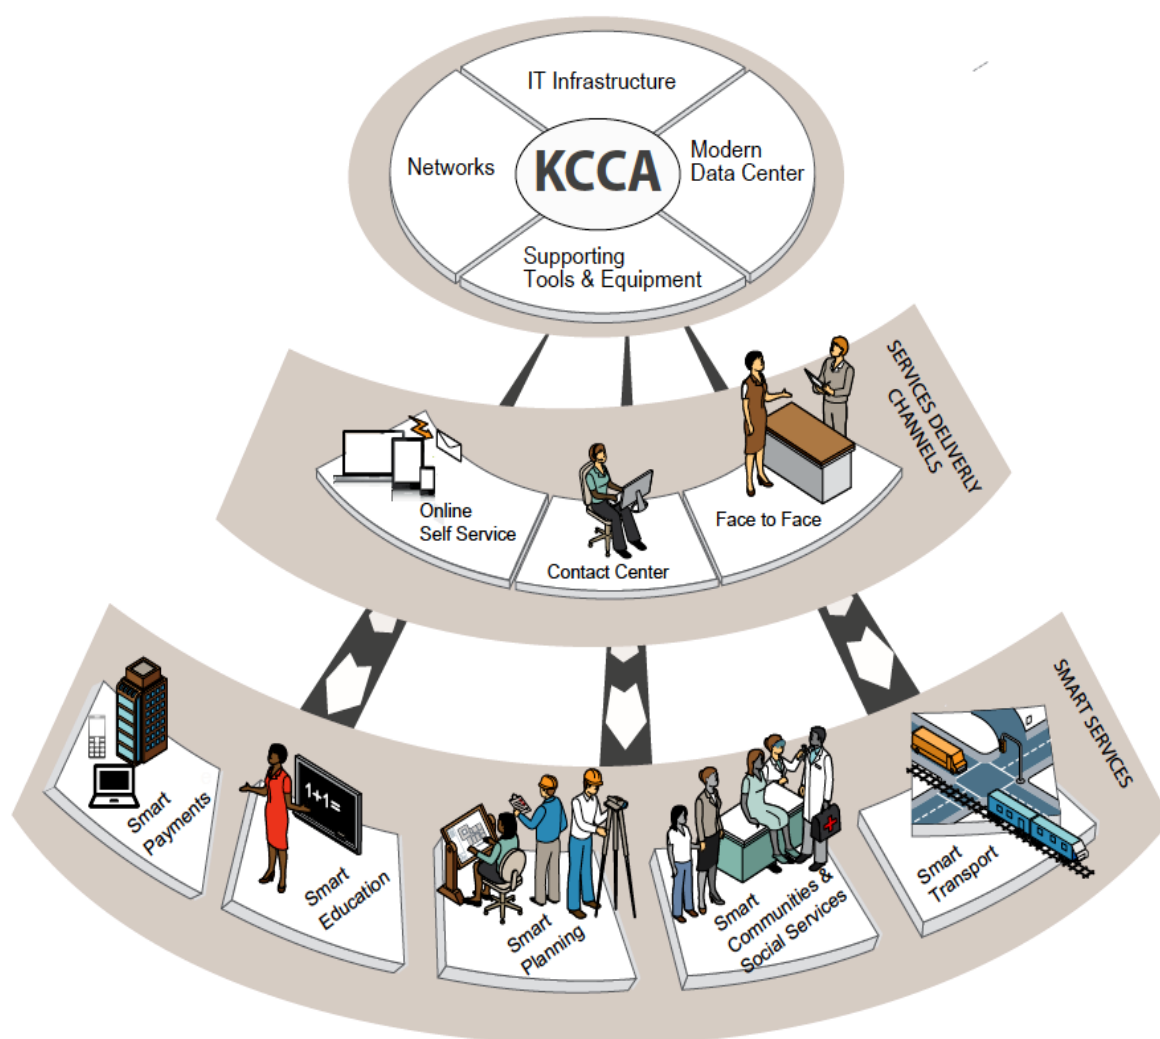 IT Infrastructure
Networks
KCCA
Modern
Data Center
Supporting
Tools & Equipment
SERVICES DELIVERLY
CHANNELS
Online
Self Service
Contact Center
Face to Face
SMART SERVICES
Smart
Payments
1+1=
Smart
Education
Smart
Planning
Smart
Communities &
Social Services
Smart
Transport